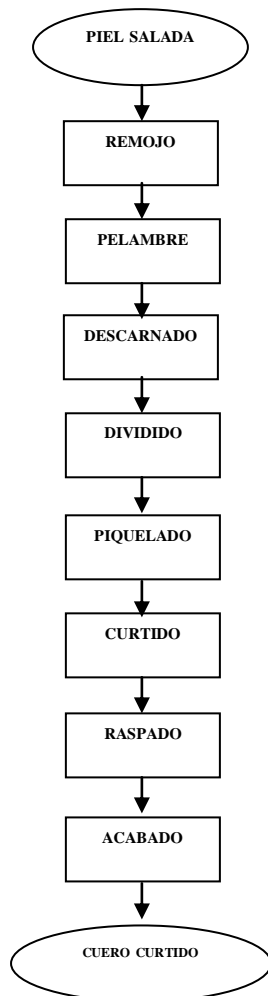 PIEL SALADA
REMOJO
PELAMBRE
DESCARNADO
DIVIDIDO
PIQUELADO
CURTIDO
RASPADO
ACABADO
CUERO CURTIDO